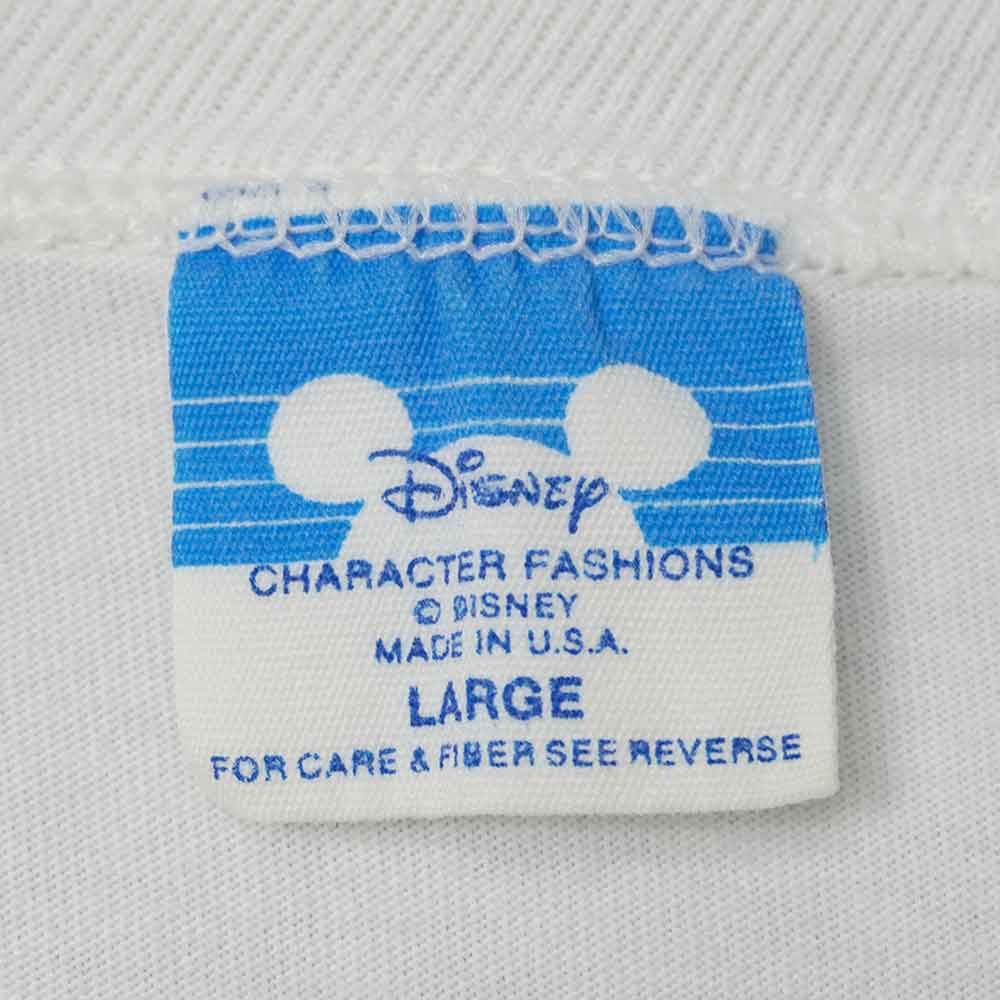 Disney
CHARACTER FASHIONS
© DISNEY
MADE IN U.S.A.
LARGE
FOR CARE & FIBER SEE REVERSE